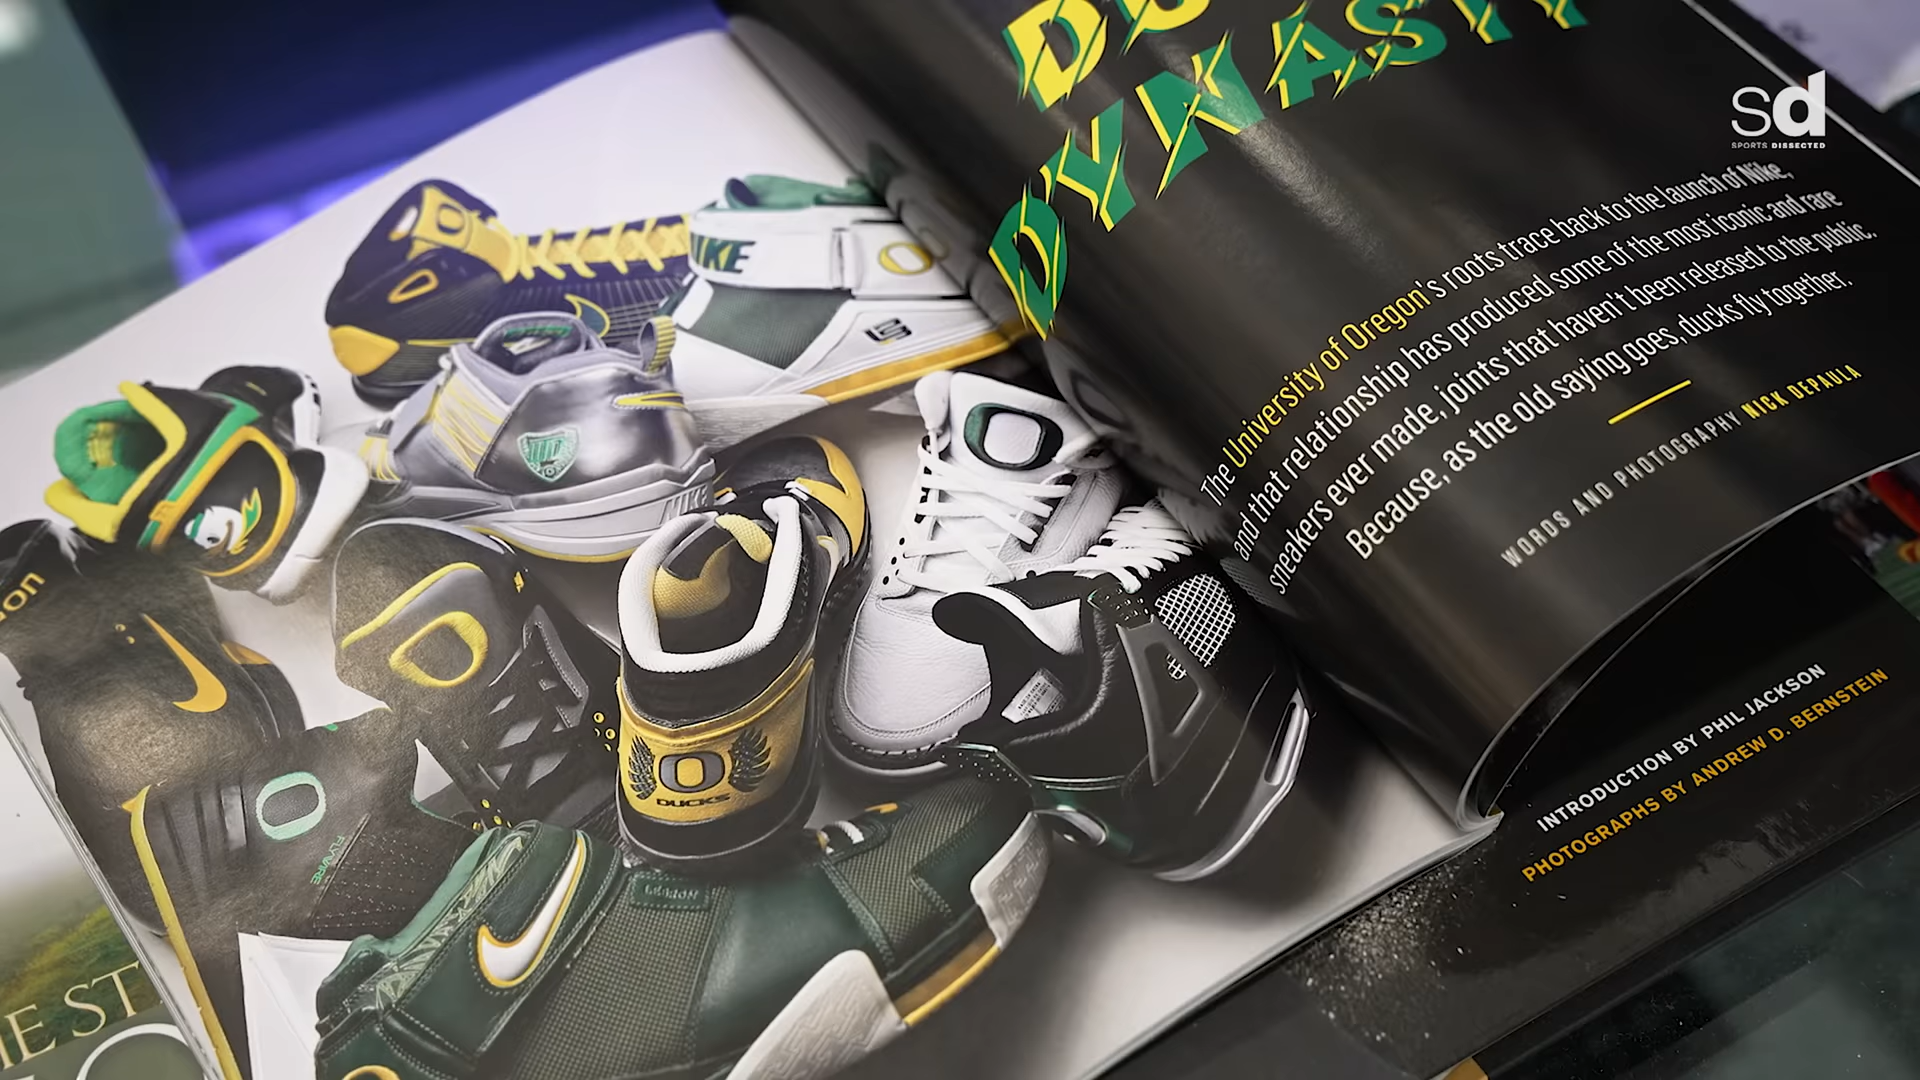 DYNASTY
sd
SPORTS DISSECTED
The University of Oregon's roots trace back to the launch of Nike,
and that relationship has produced some of the most iconic and rare
sneakers ever made, joints that haven't been released to the public.
Because, as the old saying goes, ducks fly together.
WORDS AND PHOTOGRAPHY NICK DEPAULA
INTRODUCTION BY PHIL JACKSON
PHOTOGRAPHS BY ANDREW D. BERNSTEIN
NIKE
O
O
O
O
DUCKS
FLYWIRE